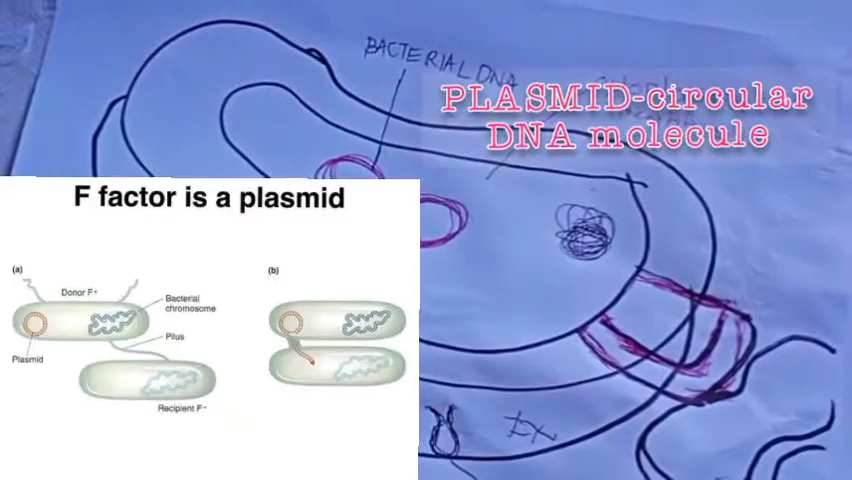 BACTERIAL DNA
PLASMID-circular
DNA molecule
F factor is a plasmid
(a)
(b)
Donor F+
Bacterial
chromosome
Pilus
Plasmid
Recipient F-